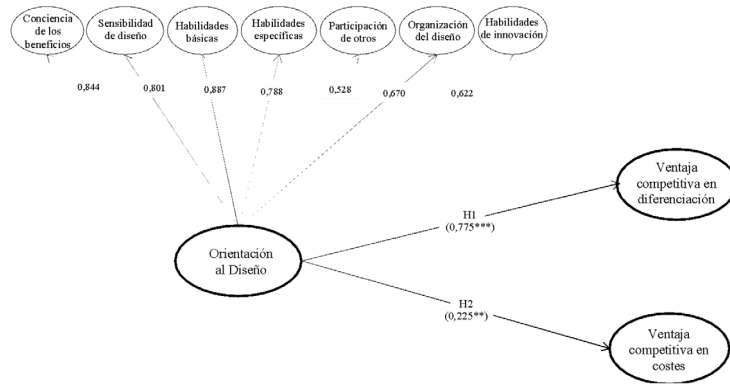 Conciencia
de los
beneficios
Sensibilidad
de diseño
Habilidades
básicas
Habilidades
específicas
Participación
de otros
Organización
del diseño
Habilidades
de innovación
0,844
0,801
0,887
0,788
0,528
0,670
0,622
Ventaja
competitiva en
diferenciación
H1
(0,775***)
Orientación
al Diseño
H2
(0,225**)
Ventaja
competitiva en
costes